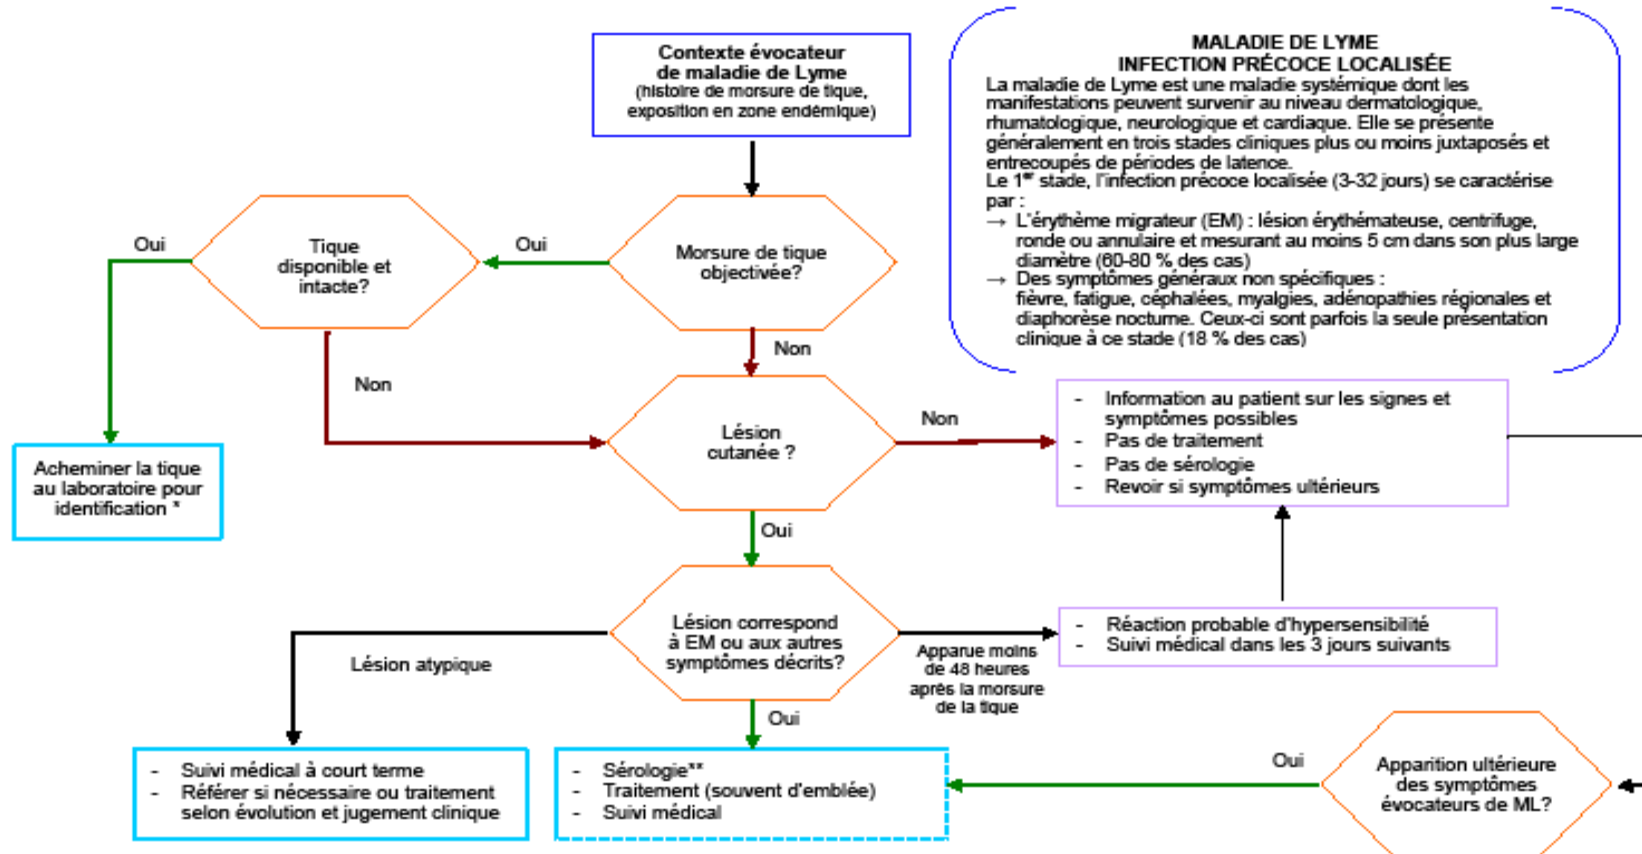 Contexte évocateur
de maladie de Lyme
(histoire de morsure de tique,
exposition en zone endémique)
MALADIE DE LYME
INFECTION PRÉCOCE LOCALISÉE
La maladie de Lyme est une maladie systémique dont les
manifestations peuvent survenir au niveau dermatologique,
rhumatologique, neurologique et cardiaque. Elle se présente
généralement en trois stades cliniques plus ou moins juxtaposés et
entrecoupés de périodes de latence.
Le 1er stade, l'infection précoce localisée (3-32 jours) se caractérise
par :
→ L'érythème migrateur (EM) : lésion érythémateuse, centrifuge,
ronde ou annulaire et mesurant au moins 5 cm dans son plus large
diamètre (60-80 % des cas)
→ Des symptômes généraux non spécifiques :
fièvre, fatigue, céphalées, myalgies, adénopathies régionales et
diaphorèse nocturne. Ceux-ci sont parfois la seule présentation
clinique à ce stade (18 % des cas)
Oui
Tique
disponible et
intacte?
Oui
Morsure de tique
objectivée?
Non
Non
Acheminer la tique
au laboratoire pour
identification *
Lésion
cutanée ?
Non
- Information au patient sur les signes et
symptômes possibles
- Pas de traitement
- Pas de sérologie
- Revoir si symptômes ultérieurs
Oui
Lésion correspond
à EM ou aux autres
symptômes décrits?
Lésion atypique
Apparue moins
de 48 heures
après la morsure
de la tique
- Réaction probable d'hypersensibilité
- Suivi médical dans les 3 jours suivants
Oui
- Suivi médical à court terme
- Référer si nécessaire ou traitement
selon évolution et jugement clinique
- Sérologie**
- Traitement (souvent d'emblée)
- Suivi médical
Oui
Apparition ultérieure
des symptômes
évocateurs de ML?